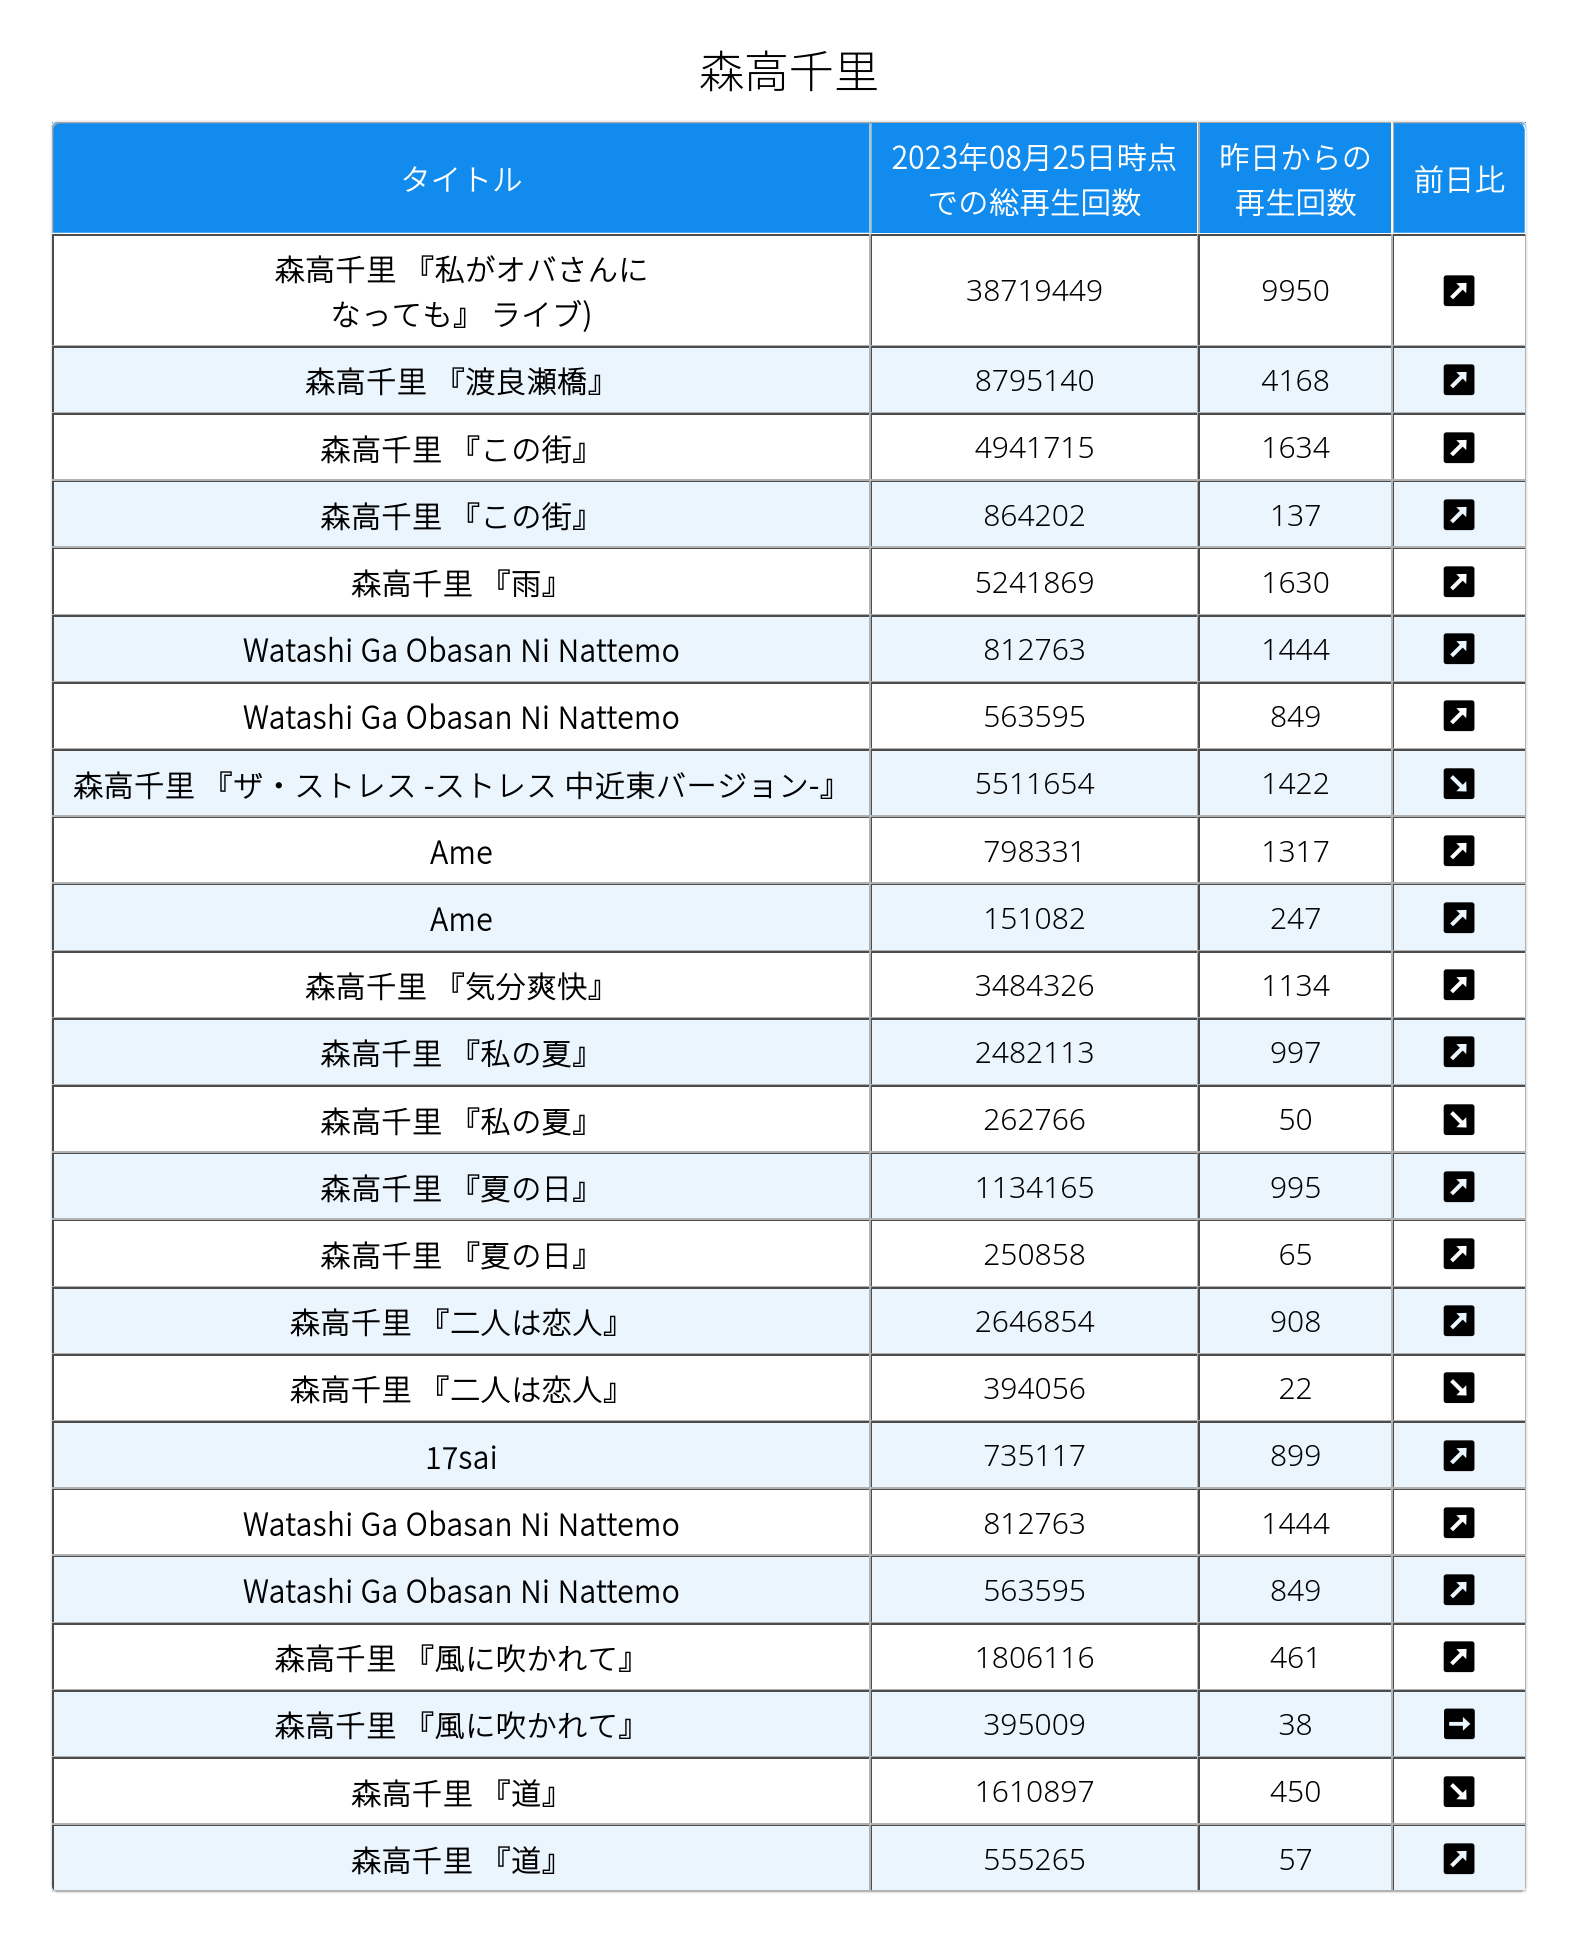 森高千里
タイトル
2023年08月25日時点
での総再生回数
昨日からの
再生回数
前日比
森高千里 『私がオバさんに
なっても』 ライブ)
38719449 9950
森高千里 『渡良瀬橋』 8795140 4168
森高千里 『この街』 4941715 1634
森高千里 『この街』 864202 137
森高千里 『雨』 5241869 1630
Watashi Ga Obasan Ni Nattemo 812763 1444
Watashi Ga Obasan Ni Nattemo 563595 849
森高千里 『ザ・ストレス -ストレス 中近東バージョン-』 5511654 1422
Ame 798331 1317
Ame 151082 247
森高千里 『気分爽快』 3484326 1134
森高千里 『私の夏』 2482113 997
森高千里 『私の夏』 262766 50
森高千里 『夏の日』 1134165 995
森高千里 『夏の日』 250858 65
森高千里 『二人は恋人』 2646854 908
森高千里 『二人は恋人』 394056 22
17sai 735117 899
Watashi Ga Obasan Ni Nattemo 812763 1444
Watashi Ga Obasan Ni Nattemo 563595 849
森高千里 『風に吹かれて』 1806116 461
森高千里 『風に吹かれて』 395009 38
森高千里 『道』 1610897 450
森高千里 『道』 555265 57